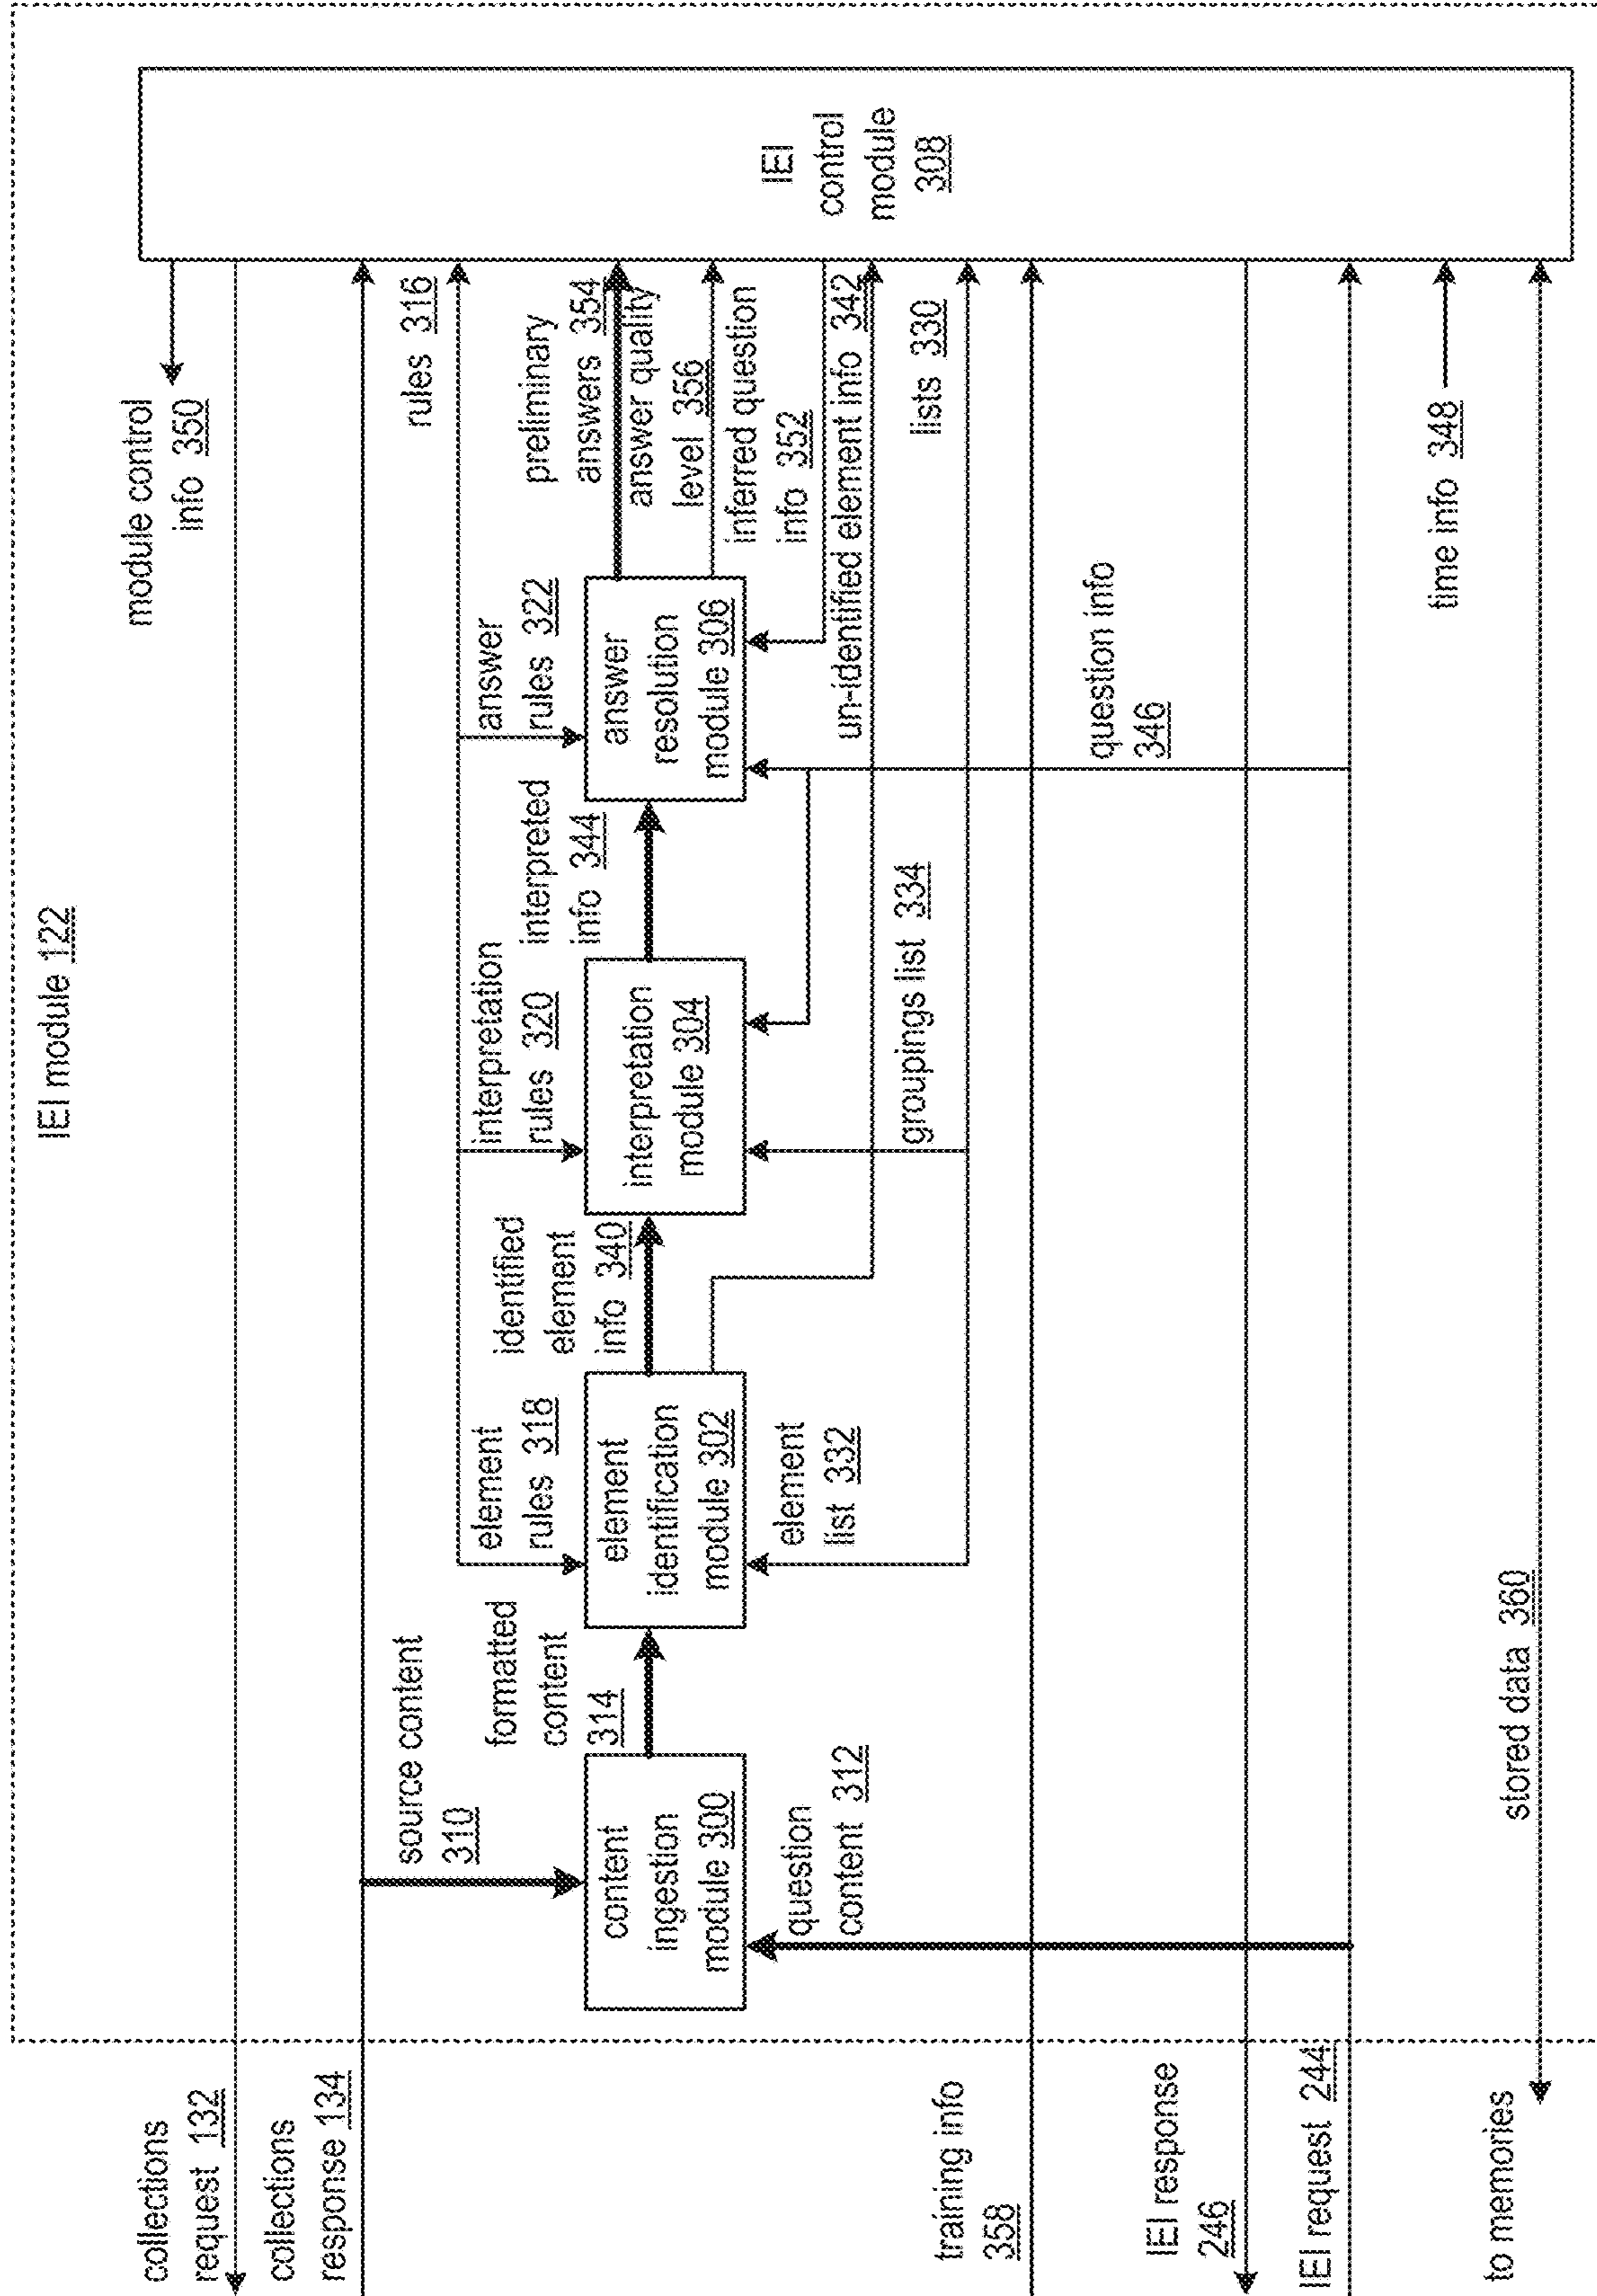 IEI module 122
collections
request 132
collections
response 134
module control
info 350
source content
310
rules 316
formatted
content
314
element
rules 318
identified
element
info 340
interpretation
rules 320
interpreted
info 344
answer
rules 322
preliminary
answers 354
answer quality
level 356
inferred question
info 352
content
ingestion
module 300
element
identification
module 302
interpretation
module 304
answer
resolution
module 306
IEI
control
module
308
question
content 312
element
list 332
groupings list 334
un-identified element info 342
lists 330
training info
358
question info
346
IEI response
246
IEI request 244
time info 348
to memories
stored data 360